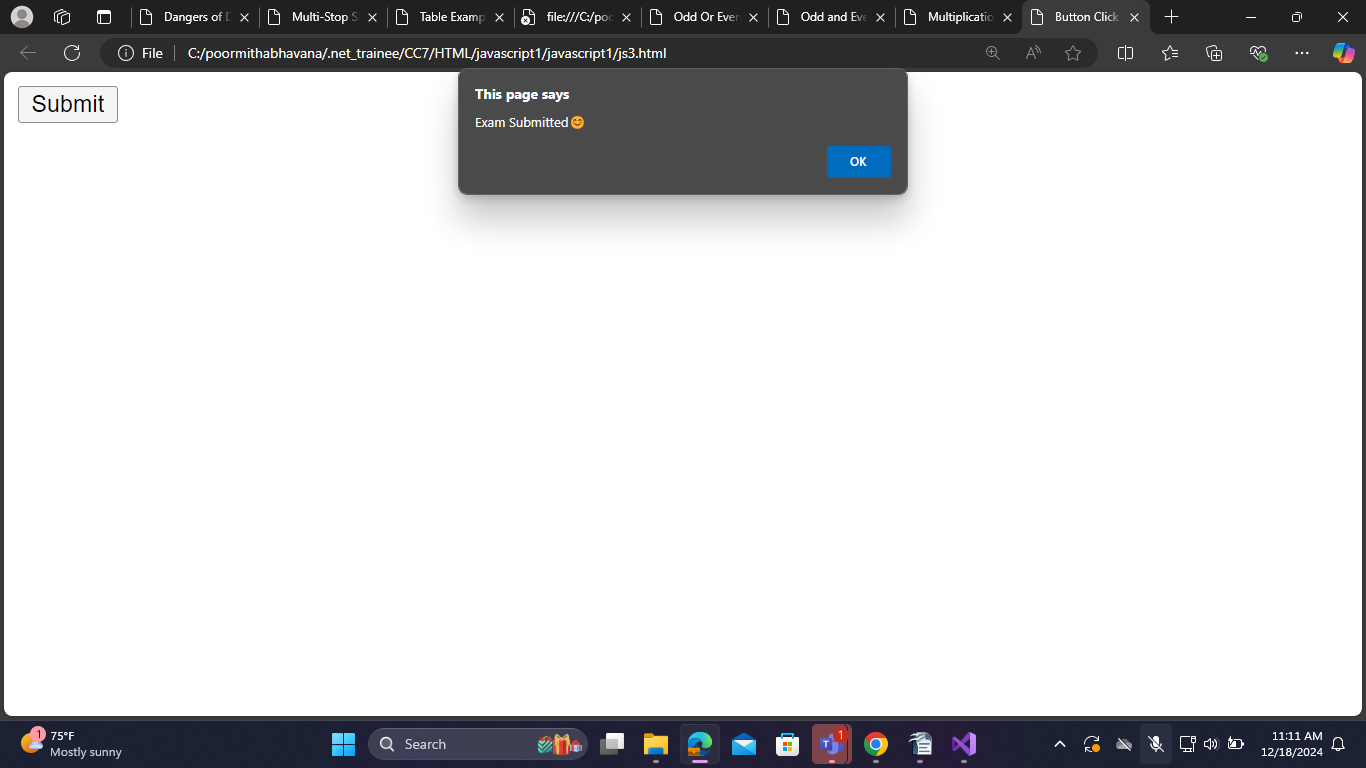 Dangers of D
Multi-Stop S
Table Examp
file:///C:/poo
Odd Or Even
Odd and Eve
Multiplicatio
Button Click
File
C:/poormithabhavana/.net_trainee/CC7/HTML/javascript1/javascript1/js3.html
Submit
This page says
Exam Submitted😊
OK
1
75°F
Mostly sunny
Search
1
11:11 AM
12/18/2024